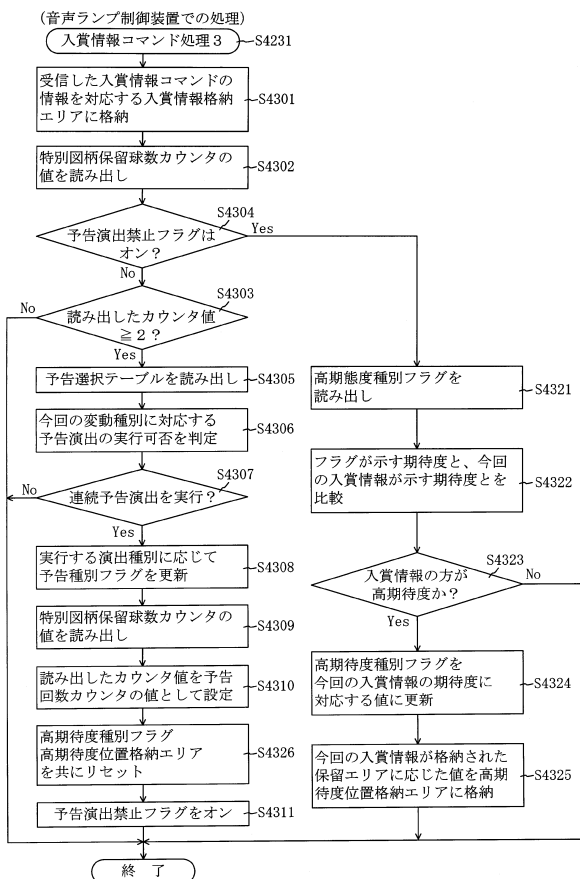 (音声ランプ制御装置での処理)
入賞情報コマンド処理3
S4231
受信した入賞情報コマンドの
情報を対応する入賞情報格納
エリアに格納
S4301
特別図柄保留球数カウンタの
値を読み出し
S4302
S4304
予告演出禁止フラグは
オン?
Yes
No
S4303
読み出したカウンタ値
≧2?
No
Yes
予告選択テーブルを読み出し
S4305
今回の変動種別に対応する
予告演出の実行可否を判定
S4306
S4307
連続予告演出を実行?
No
Yes
実行する演出種別に応じて
予告種別フラグを更新
S4308
特別図柄保留球数カウンタの
値を読み出し
S4309
読み出したカウンタ値を予告
回数カウンタの値として設定
S4310
高期待度種別フラグ
高期待度位置格納エリア
を共にリセット
S4326
予告演出禁止フラグをオン
S4311
終 了
高期態度種別フラグを
読み出し
S4321
フラグが示す期待度と、今回
の入賞情報が示す期待度とを
比較
S4322
S4323
入賞情報の方が
高期待度か?
No
Yes
高期待度種別フラグを
今回の入賞情報の期待度に
対応する値に更新
S4324
今回の入賞情報が格納された
保留エリアに応じた値を高期
待度位置格納エリアに格納
S4325